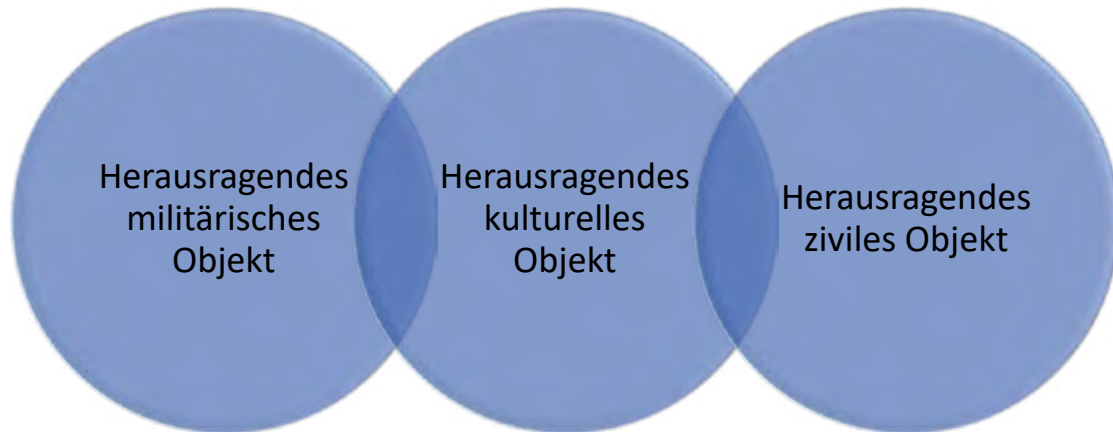 Herausragendes
militärisches
Objekt
Herausragendes
kulturelles
Objekt
Herausragendes
ziviles Objekt